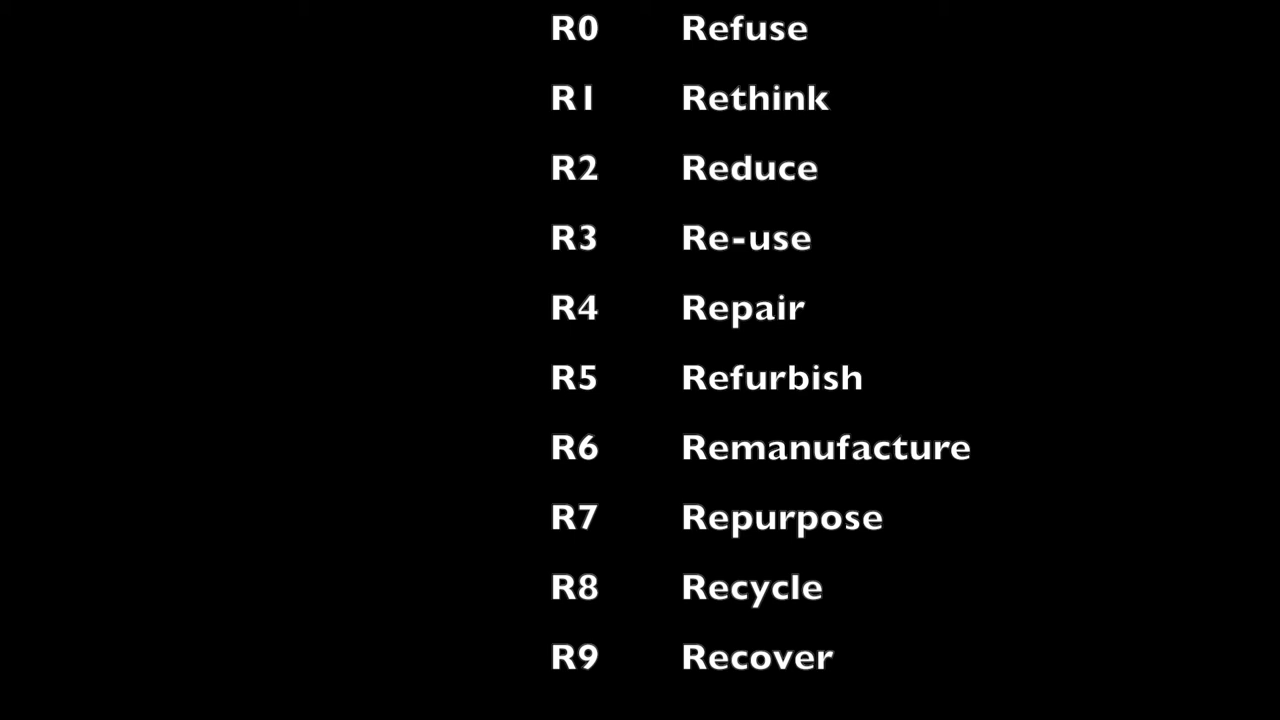 R0 Refuse
R1 Rethink
R2 Reduce
R3 Re-use
R4 Repair
R5 Refurbish
R6 Remanufacture
R7 Repurpose
R8 Recycle
R9 Recover